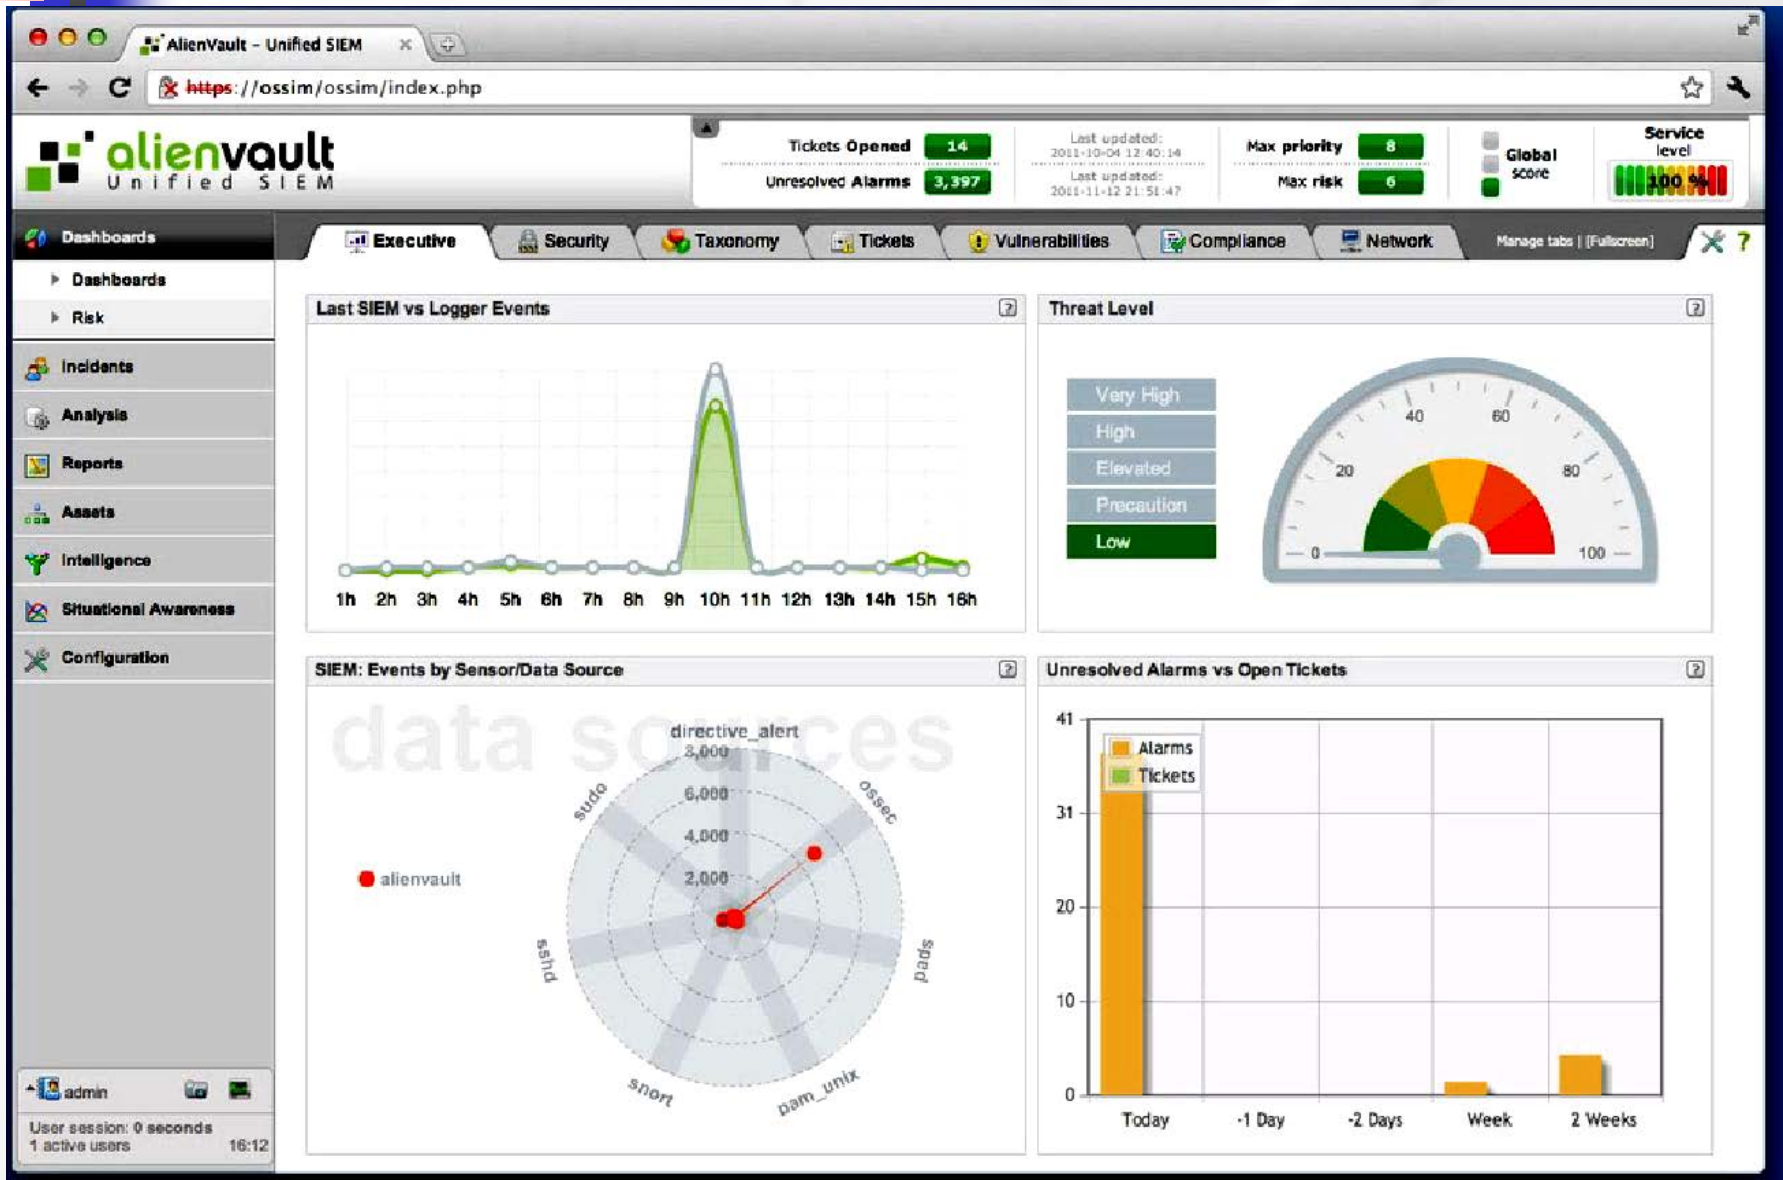 AlienVault - Unified SIEM
https://ossim/ossim/index.php
alienvault
Unified SIEM
Tickets Opened 14
Unresolved Alarms 3,397
Last updated:
2011-10-04 12:40:14
Last updated:
2011-11-12 21:51:47
Max priority 8
Max risk 6
Global
score
Service
level
100 %
Dashboards
Dashboards
Risk
Incidents
Analysis
Reports
Assets
Intelligence
Situational Awareness
Configuration
Executive Security Taxonomy Tickets Vulnerabilities Compliance Network Manage tabs | [Fullscreen] ?
Last SIEM vs Logger Events ?
1h 2h 3h 4h 5h 6h 7h 8h 9h 10h 11h 12h 13h 14h 15h 16h
Threat Level ?
Very High
High
Elevated
Precaution
Low
0 20 40 60 80 100
SIEM: Events by Sensor/Data Source ?
data sources
directive_alert
ossec
pads
pam_unix
snort
sshd
sudo
8,000
6,000
4,000
2,000
alienvault
Unresolved Alarms vs Open Tickets ?
41
31
20
10
0
Alarms
Tickets
Today -1 Day -2 Days Week 2 Weeks
admin
User session: 0 seconds
1 active users 16:12